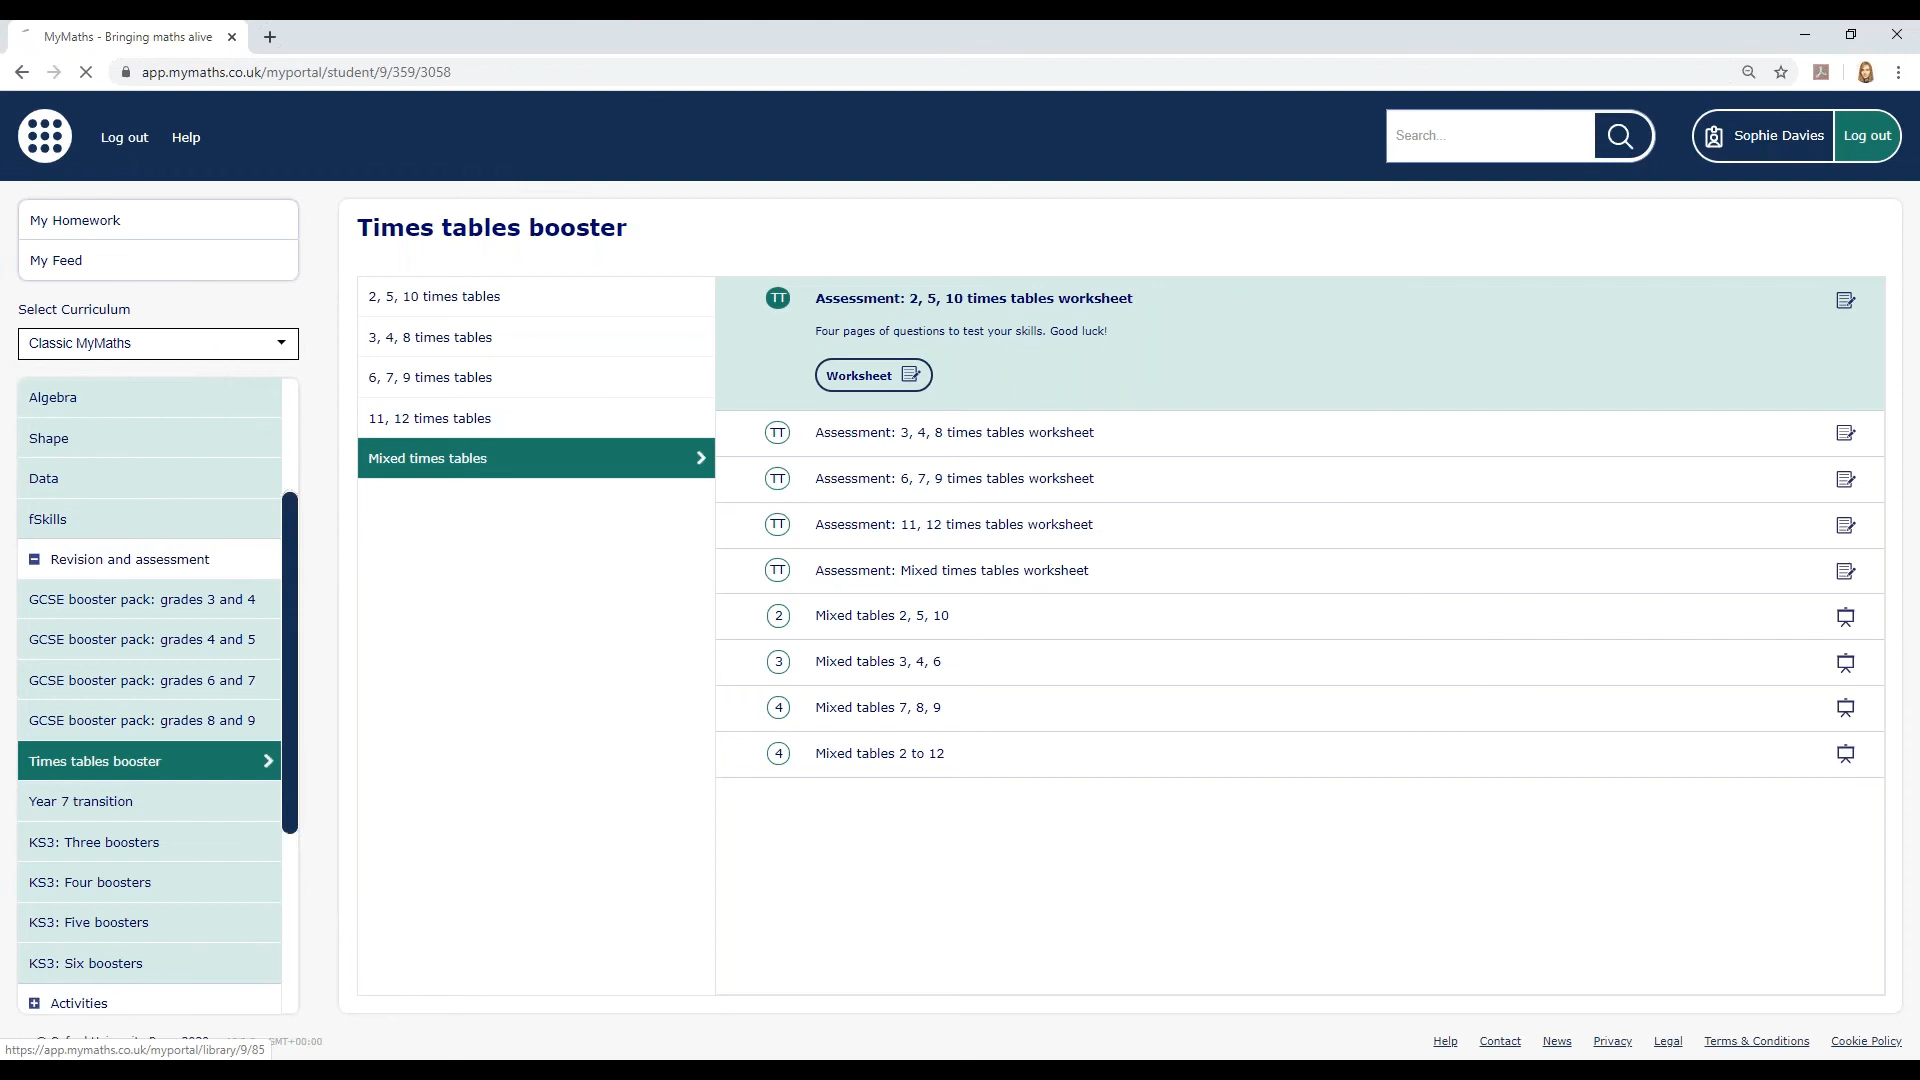 MyMaths - Bringing maths alive
app.mymaths.co.uk/myportal/student/9/359/3058
Log out
Help
Search...
Sophie Davies
Log out
My Homework
My Feed
Select Curriculum
Classic MyMaths
Algebra
Shape
Data
fSkills
Revision and assessment
GCSE booster pack: grades 3 and 4
GCSE booster pack: grades 4 and 5
GCSE booster pack: grades 6 and 7
GCSE booster pack: grades 8 and 9
Times tables booster
Year 7 transition
KS3: Three boosters
KS3: Four boosters
KS3: Five boosters
KS3: Six boosters
Activities
Times tables booster
2, 5, 10 times tables
3, 4, 8 times tables
6, 7, 9 times tables
11, 12 times tables
Mixed times tables
TT Assessment: 2, 5, 10 times tables worksheet
Four pages of questions to test your skills. Good luck!
Worksheet
TT Assessment: 3, 4, 8 times tables worksheet
TT Assessment: 6, 7, 9 times tables worksheet
TT Assessment: 11, 12 times tables worksheet
TT Assessment: Mixed times tables worksheet
2 Mixed tables 2, 5, 10
3 Mixed tables 3, 4, 6
4 Mixed tables 7, 8, 9
4 Mixed tables 2 to 12
GMT+00:00
https://app.mymaths.co.uk/myportal/library/9/85
Help
Contact
News
Privacy
Legal
Terms & Conditions
Cookie Policy